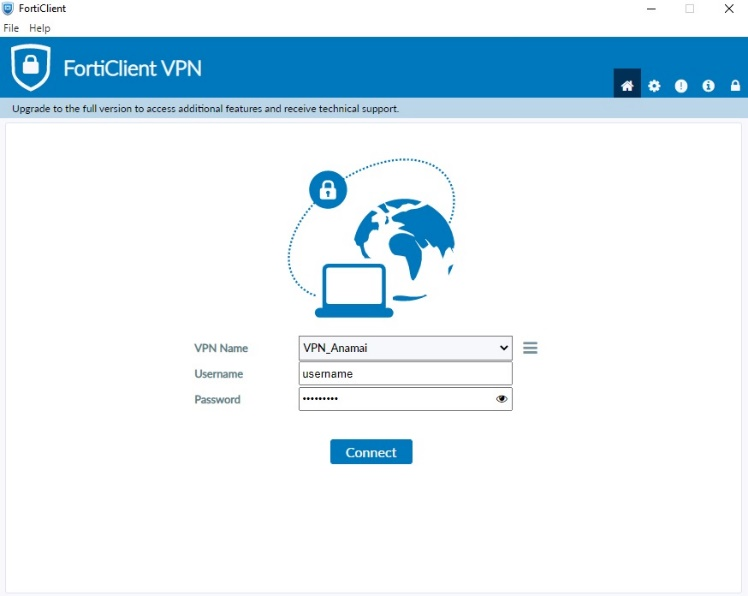 FortiClient
File Help
FortiClient VPN
Upgrade to the full version to access additional features and receive technical support.
VPN Name VPN_Anamai
Username username
Password •••••••••
Connect